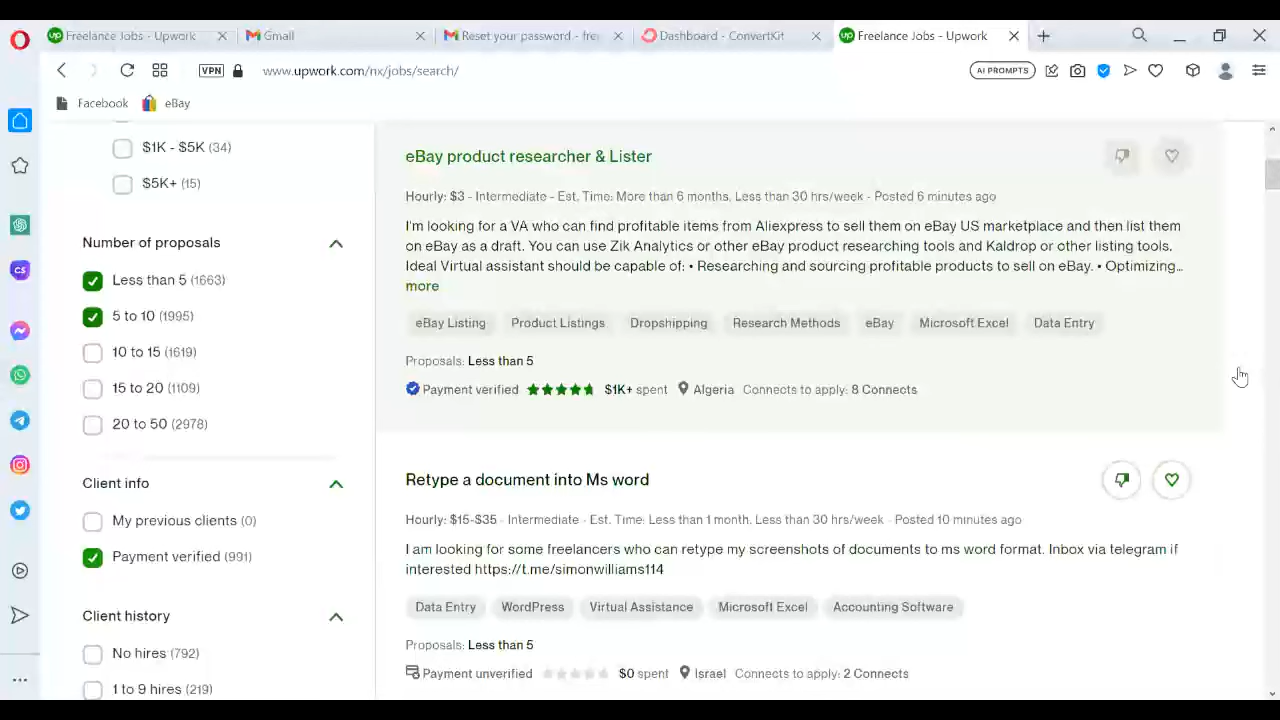 Freelance Jobs - Upwork
Gmail
Reset your password - free
Dashboard - ConvertKit
Freelance Jobs - Upwork
VPN
www.upwork.com/nx/jobs/search/
AI PROMPTS
Facebook
eBay
$1K - $5K (34)
$5K+ (15)
Number of proposals
Less than 5 (1663)
5 to 10 (1995)
10 to 15 (1619)
15 to 20 (1109)
20 to 50 (2978)
Client info
My previous clients (0)
Payment verified (991)
Client history
No hires (792)
1 to 9 hires (219)
eBay product researcher & Lister
Hourly: $3 - Intermediate - Est. Time: More than 6 months, Less than 30 hrs/week - Posted 6 minutes ago
I'm looking for a VA who can find profitable items from Aliexpress to sell them on eBay US marketplace and then list them
on eBay as a draft. You can use Zik Analytics or other eBay product researching tools and Kaldrop or other listing tools.
Ideal Virtual assistant should be capable of: • Researching and sourcing profitable products to sell on eBay. • Optimizing…
more
eBay Listing
Product Listings
Dropshipping
Research Methods
eBay
Microsoft Excel
Data Entry
Proposals: Less than 5
Payment verified $1K+ spent Algeria Connects to apply: 8 Connects
Retype a document into Ms word
Hourly: $15-$35 - Intermediate - Est. Time: Less than 1 month, Less than 30 hrs/week - Posted 10 minutes ago
I am looking for some freelancers who can retype my screenshots of documents to ms word format. Inbox via telegram if
interested https://t.me/simonwilliams114
Data Entry
WordPress
Virtual Assistance
Microsoft Excel
Accounting Software
Proposals: Less than 5
Payment unverified $0 spent Israel Connects to apply: 2 Connects